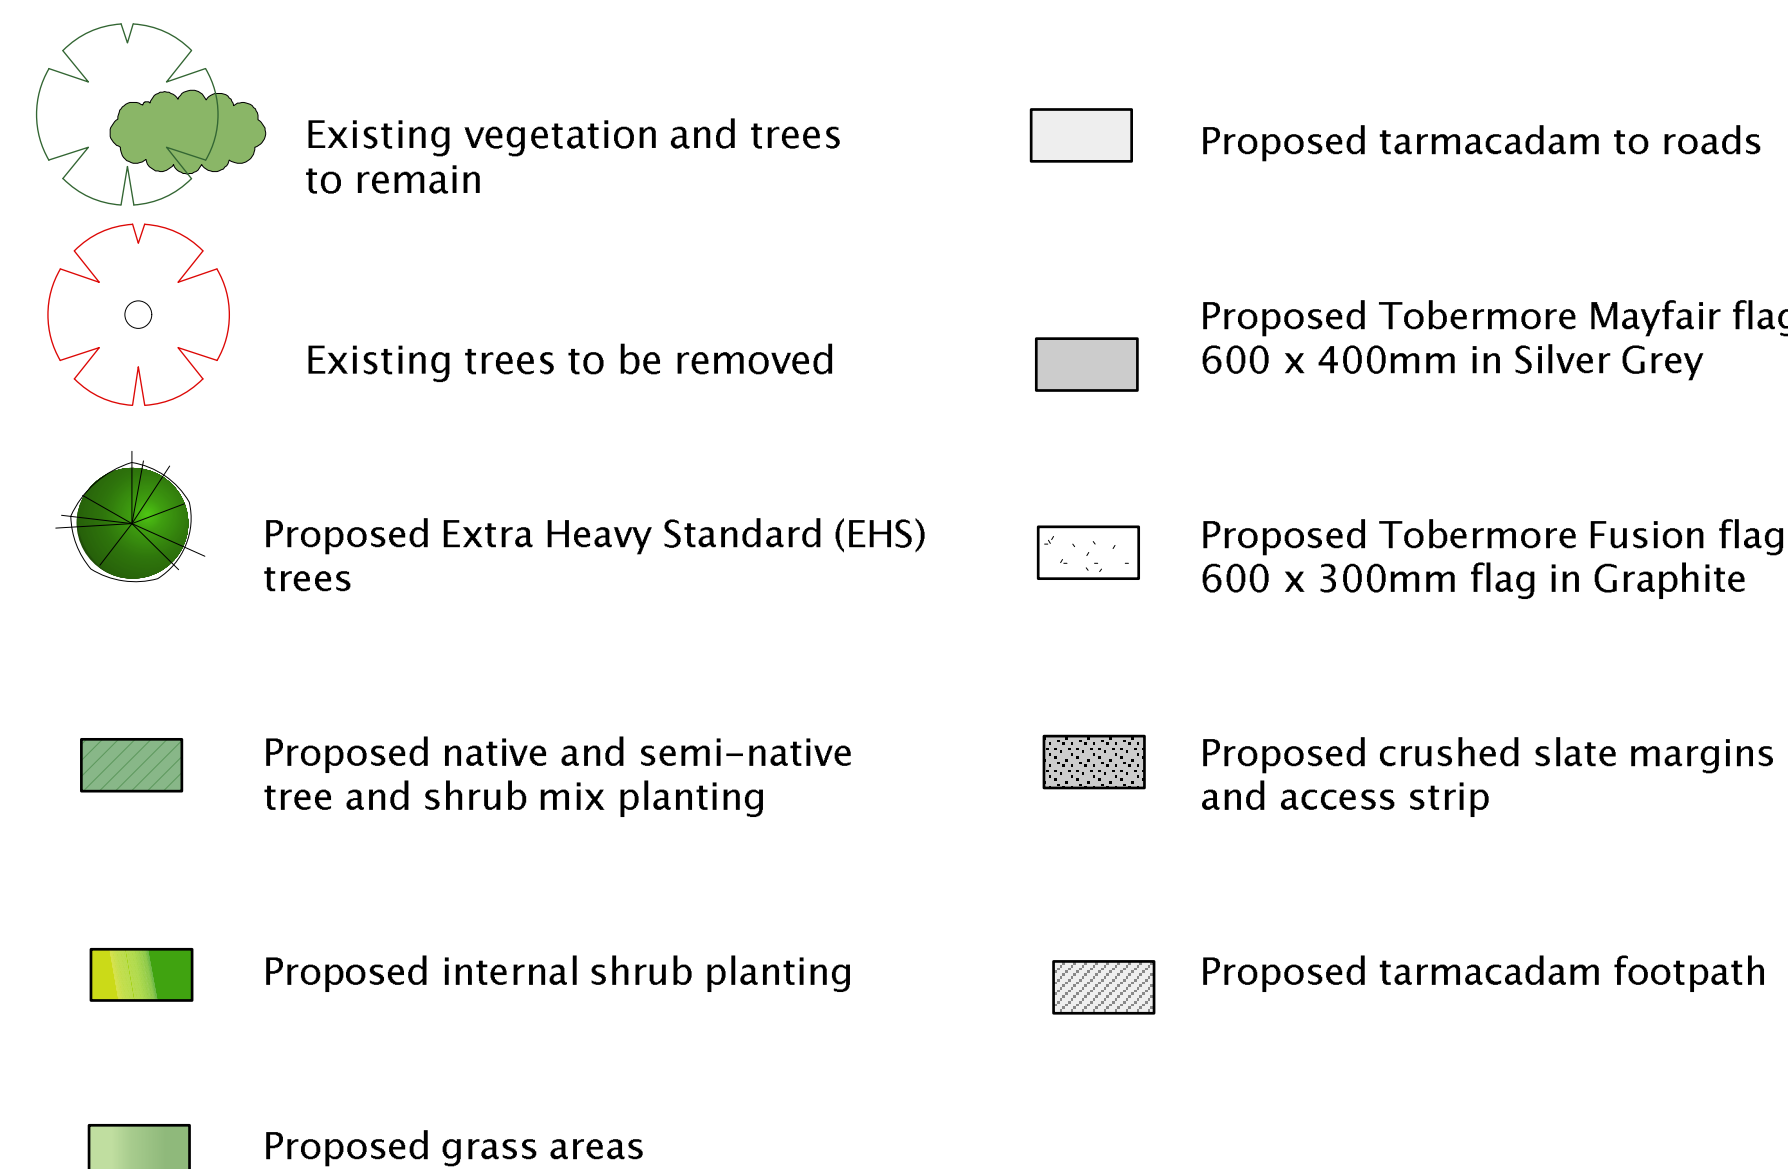 Existing vegetation and trees
to remain
Existing trees to be removed
Proposed Extra Heavy Standard (EHS)
trees
Proposed native and semi-native
tree and shrub mix planting
Proposed internal shrub planting
Proposed grass areas
Proposed tarmacadam to roads
Proposed Tobermore Mayfair flag
600 x 400mm in Silver Grey
Proposed Tobermore Fusion flag
600 x 300mm flag in Graphite
Proposed crushed slate margins
and access strip
Proposed tarmacadam footpath